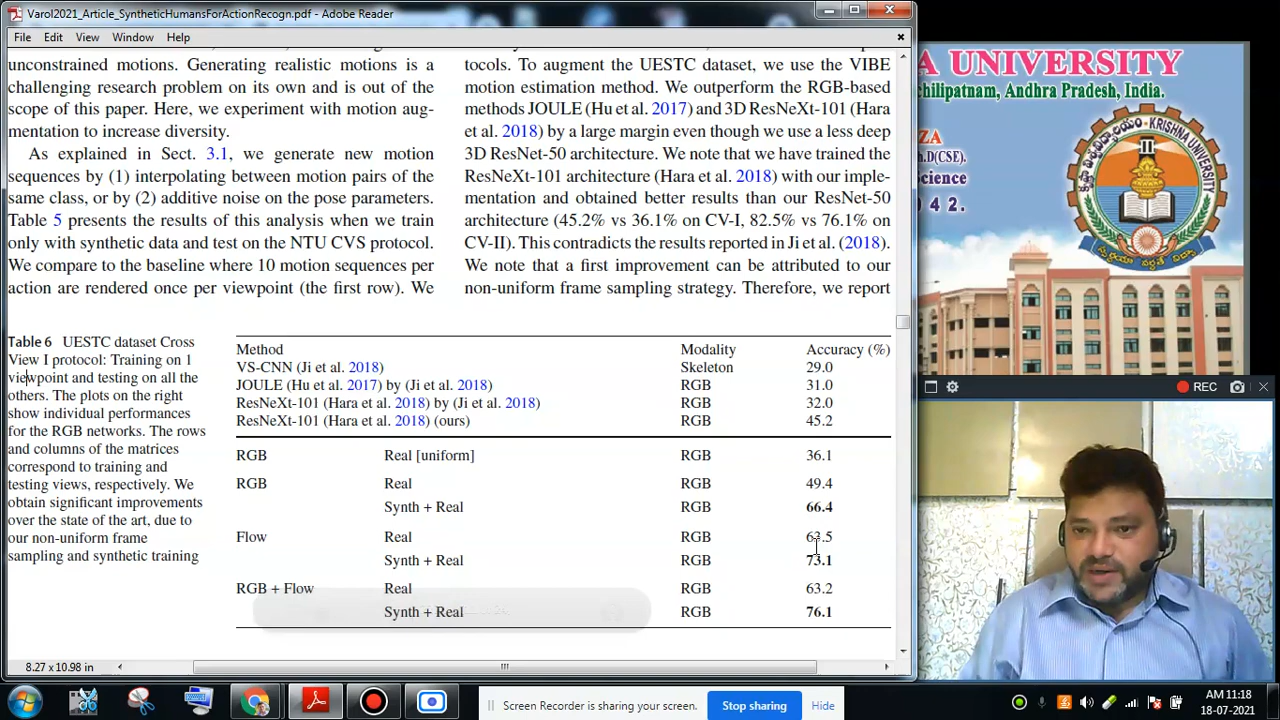 Varol2021_Article_SyntheticHumansForActionRecogn.pdf - Adobe Reader
File Edit View Window Help
unconstrained motions. Generating realistic motion is a
challenging research problem on its own and is out of the
scope of this paper. Here, we experiment with motion aug-
mentation to increase diversity.
As explained in Sect. 3.1, we generate new motion
sequences by (1) interpolating between motion pairs of the
same class, or by (2) additive noise on the pose parameters.
Table 5 presents the results of this analysis when we train
only with synthetic data and test on the NTU CVS protocol.
We compare to the baseline where 10 motion sequences per
action are rendered once per viewpoint (the first row). We
ocols. To augment the UESTC dataset, we use the VIBE
motion estimation method. We outperform the RGB-based
methods JOULE (Hu et al. 2017) and 3D ResNeXt-101 (Hara
et al. 2018) by a large margin even though we use a less deep
3D ResNet-50 architecture. We note that we have trained the
ResNeXt-101 architecture (Hara et al. 2018) with our imple-
mentation and obtained better results than our ResNet-50
architecture (45.2% vs 36.1% on CV-I, 82.5% vs 76.1% on
CV-II). This contradicts the results reported in Ji et al. (2018).
We note that a first improvement can be attributed to our
non-uniform frame sampling strategy. Therefore, we report
Table 6 UESTC dataset Cross
View I protocol: Training on 1
viewpoint and testing on all the
others. The plots on the right
show individual performances
for the RGB networks. The rows
and columns of the matrices
correspond to training and
testing views, respectively. We
obtain significant improvements
over the state of the art, due to
our non-uniform frame
sampling and synthetic training
Method Modality Accuracy (%)
VS-CNN (Ji et al. 2018) Skeleton 29.0
JOULE (Hu et al. 2017) by (Ji et al. 2018) RGB 31.0
ResNeXt-101 (Hara et al. 2018) by (Ji et al. 2018) RGB 32.0
ResNeXt-101 (Hara et al. 2018) (ours) RGB 45.2
RGB Real [uniform] RGB 36.1
RGB Real RGB 49.4
Synth + Real RGB 66.4
Flow Real RGB 63.5
Synth + Real RGB 73.1
RGB + Flow Real RGB 63.2
Synth + Real RGB 76.1
8.27 x 10.98 in
A UNIVERSITY
chilipatnam, Andhra Pradesh, India.
ZA
h.D(CSE).
Science
0 4 2 .
KRISHNA UNIVERSITY
REC
Screen Recorder is sharing your screen. Stop sharing Hide
AM 11:18
18-07-2021